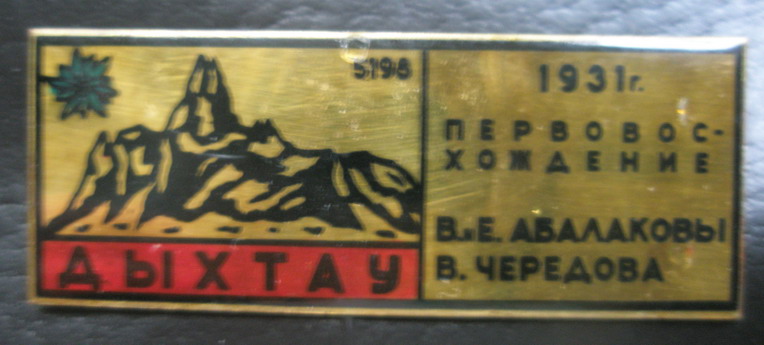 5198
ДЫХТАУ
1931г.
ПЕРВОВОС-
ХОЖДЕНИЕ
В.и Е. АБАЛАКОВЫ
В. ЧЕРЕДОВА